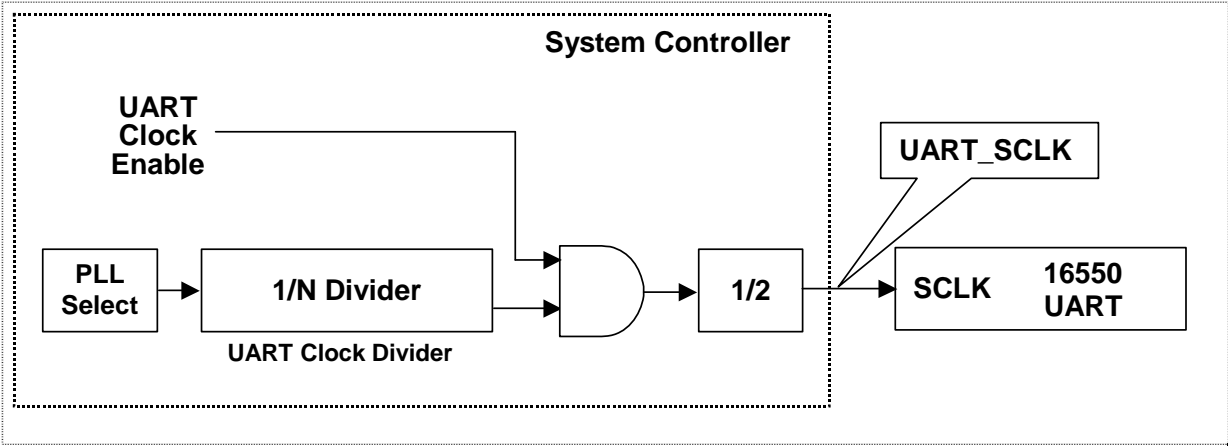 System Controller
UART
Clock
Enable
UART_SCLK
PLL
Select
1/N Divider
1/2
SCLK
16550
UART
UART Clock Divider